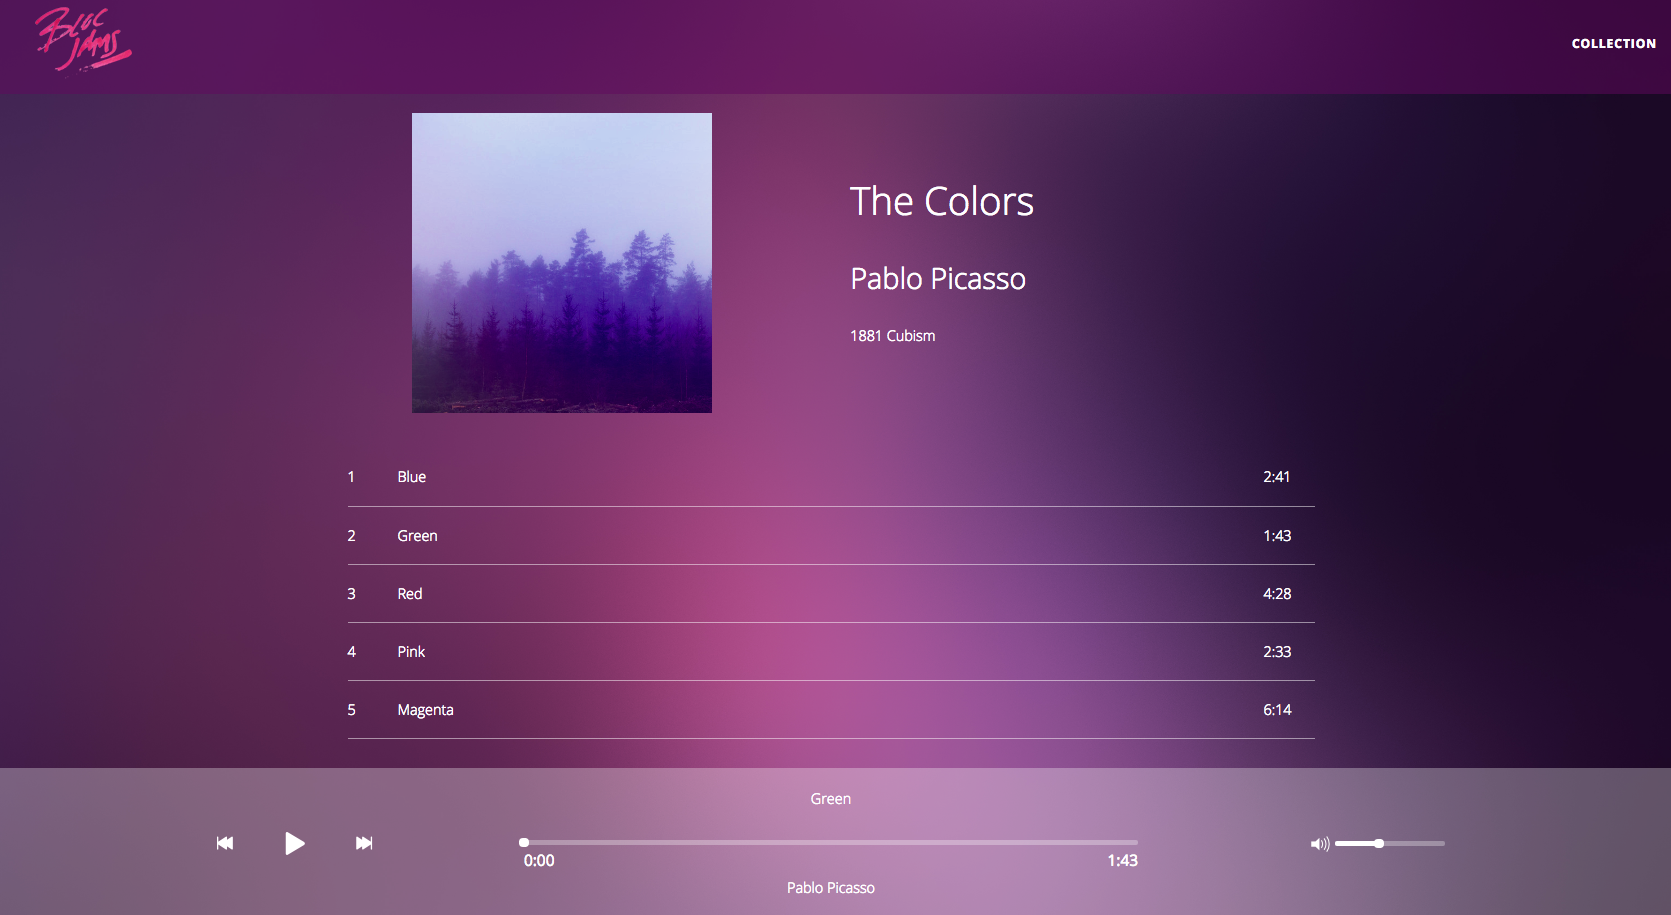 BLOC
JAMS
COLLECTION
The Colors
Pablo Picasso
1881 Cubism
1 Blue 2:41
2 Green 1:43
3 Red 4:28
4 Pink 2:33
5 Magenta 6:14
Green
0:00 1:43
Pablo Picasso